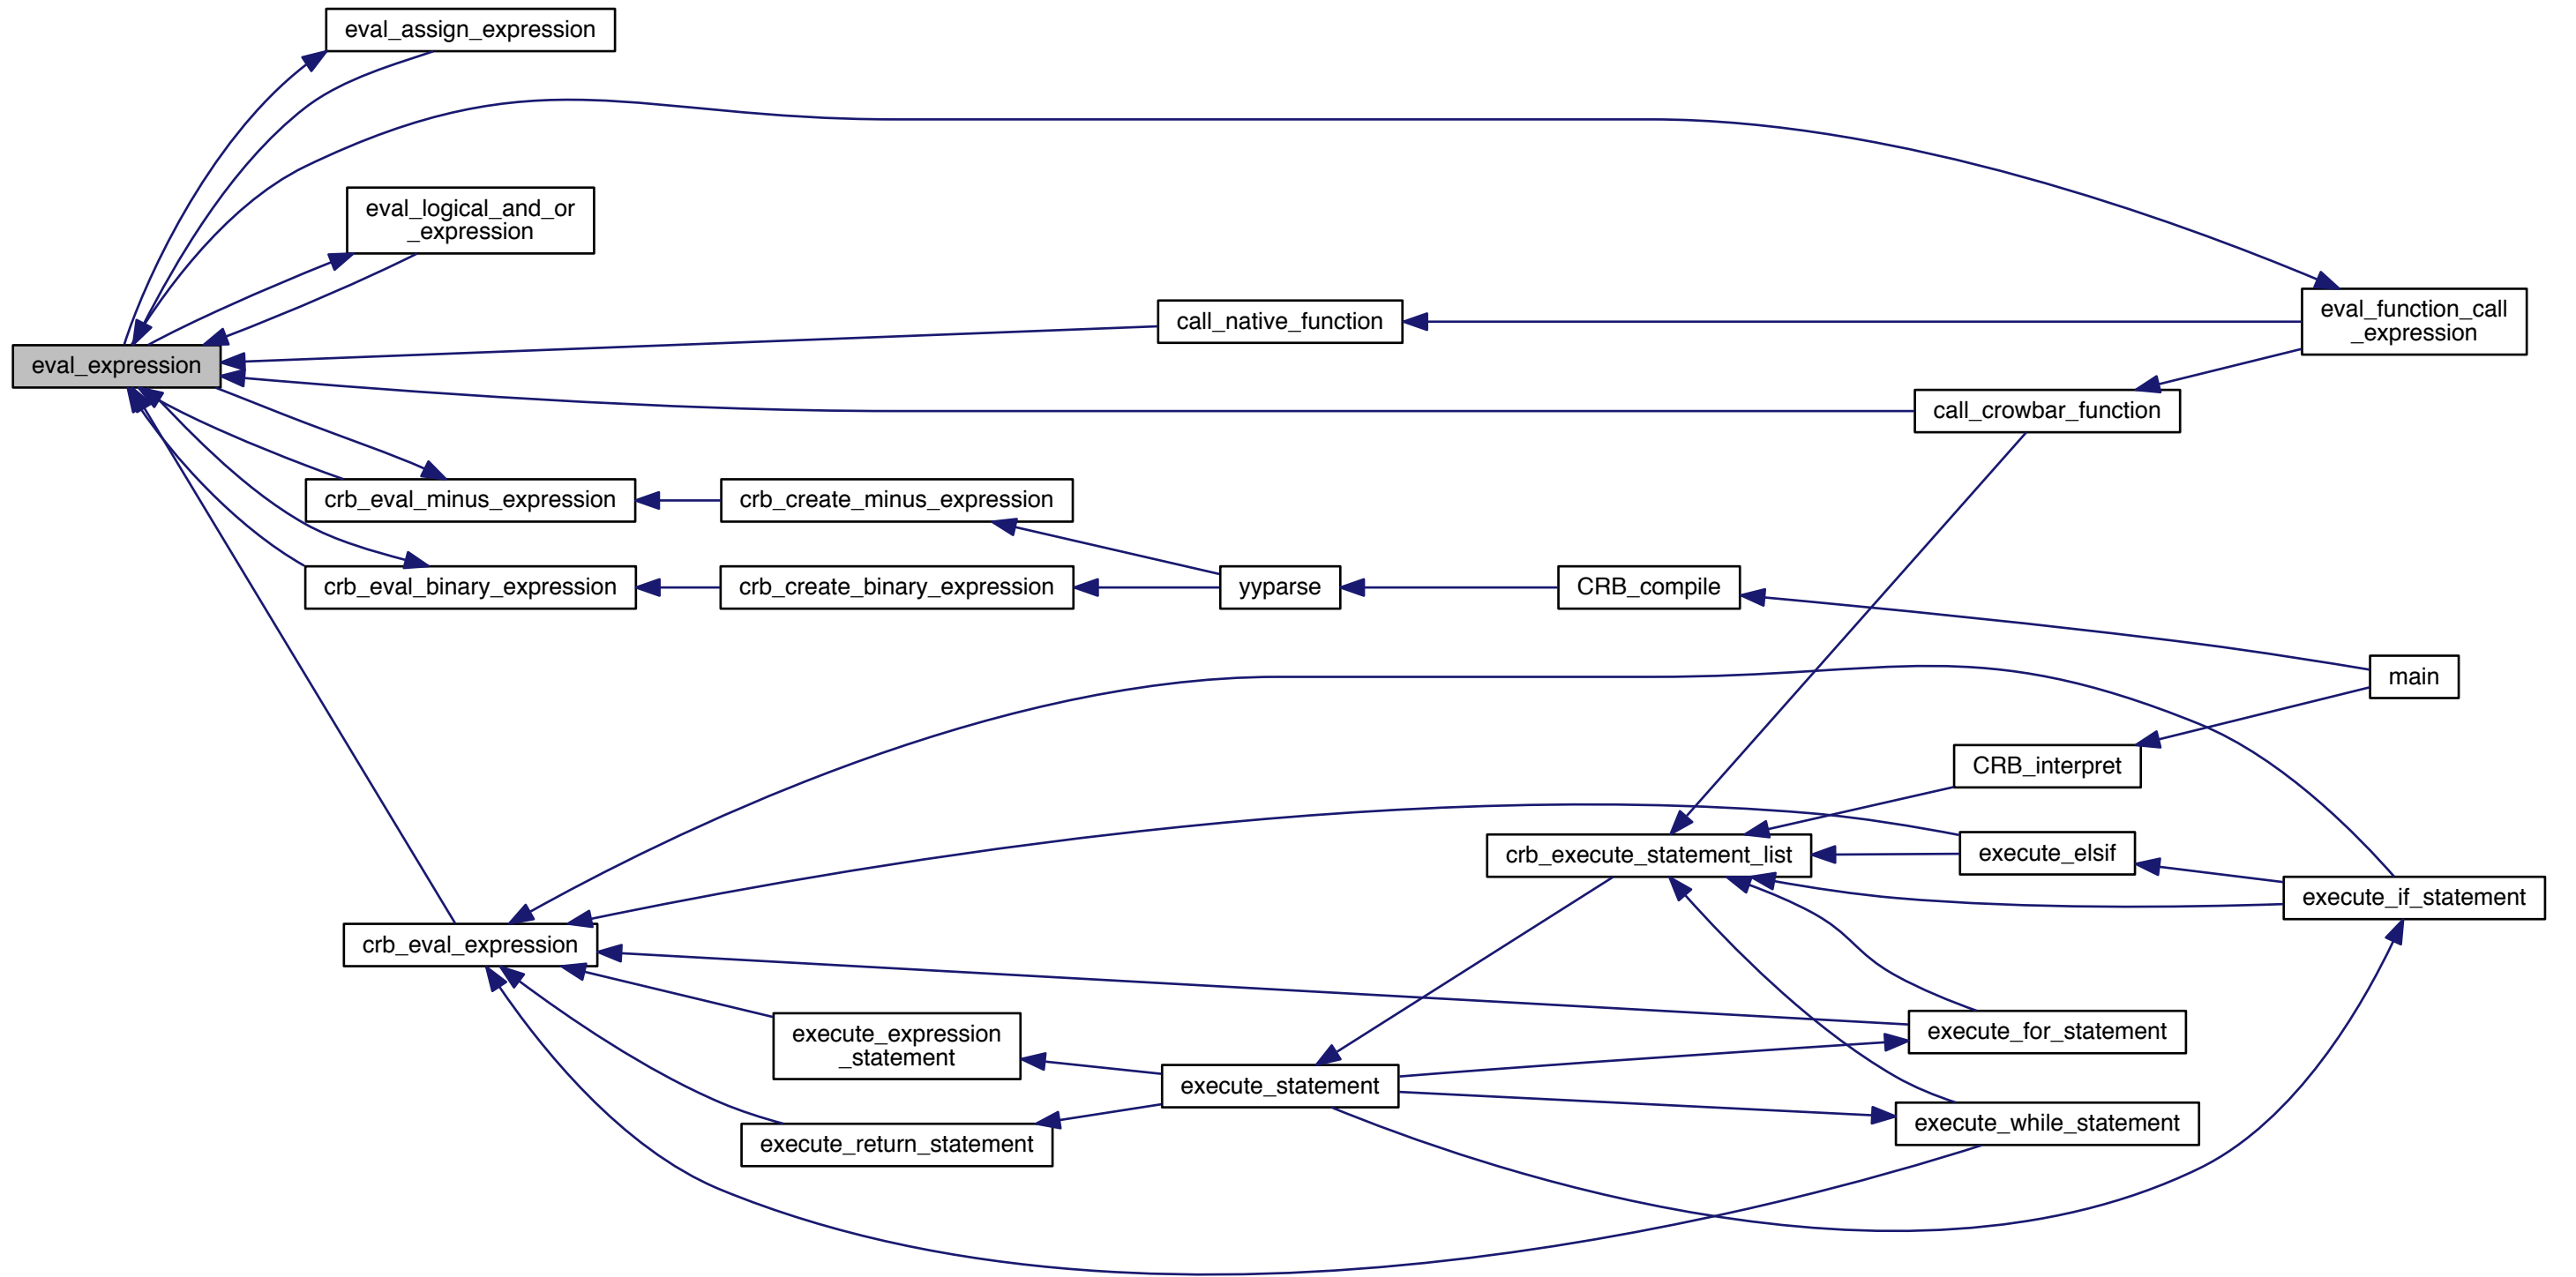 eval_assign_expression
eval_logical_and_or
_expression
call_native_function
eval_function_call
_expression
eval_expression
call_crowbar_function
crb_eval_minus_expression
crb_create_minus_expression
crb_eval_binary_expression
crb_create_binary_expression
yyparse
CRB_compile
main
CRB_interpret
crb_execute_statement_list
execute_elsif
execute_if_statement
crb_eval_expression
execute_expression
_statement
execute_for_statement
execute_statement
execute_while_statement
execute_return_statement